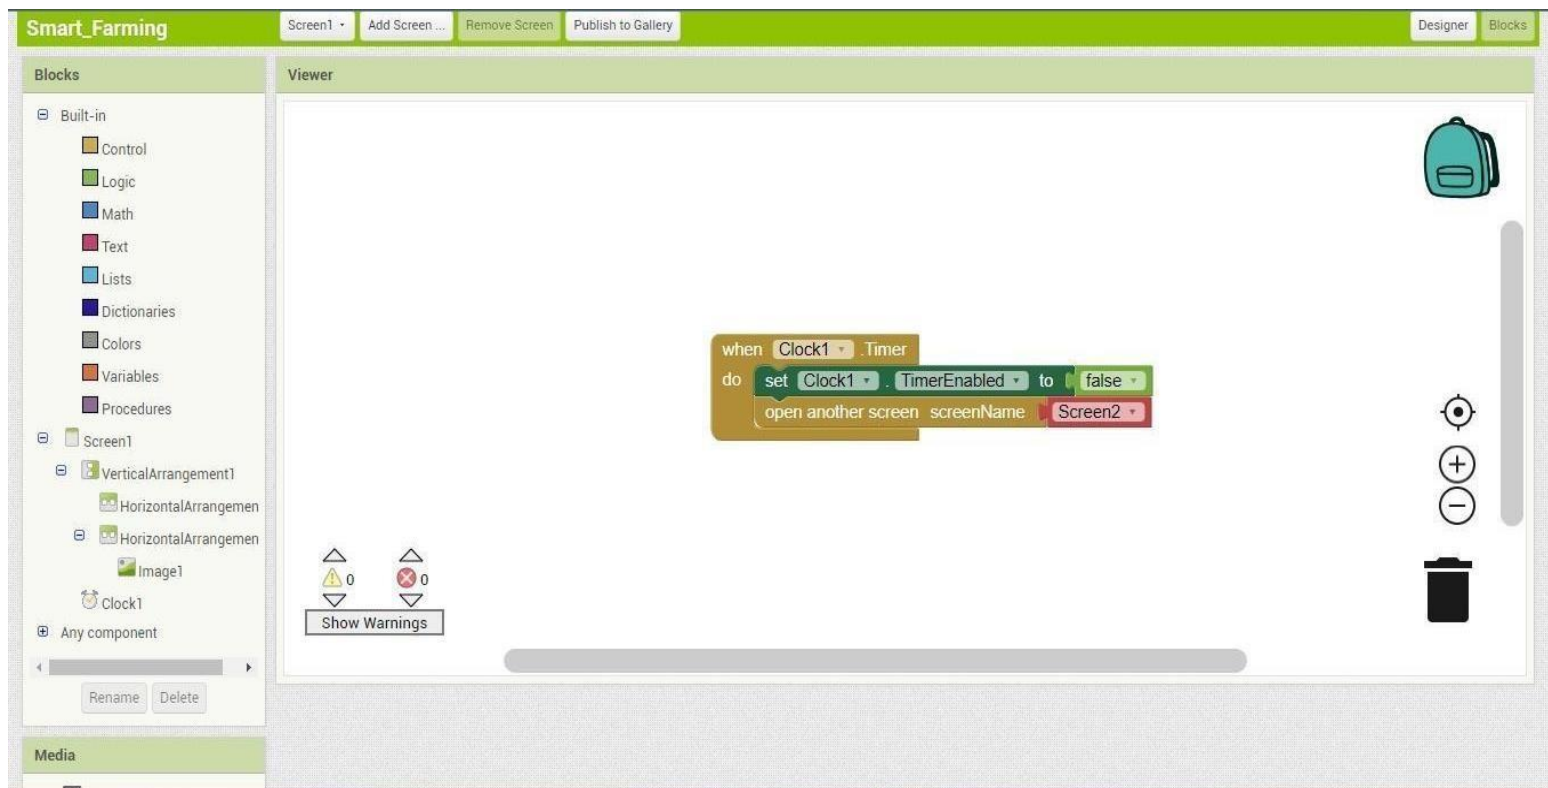 Smart_Farming
Screen1
Add Screen ...
Remove Screen
Publish to Gallery
Designer
Blocks
Blocks
Viewer
Built-in
Control
Logic
Math
Text
Lists
Dictionaries
Colors
Variables
Procedures
Screen1
VerticalArrangement1
HorizontalArrangemen
HorizontalArrangemen
Image1
Clock1
Any component
Rename
Delete
Media
when Clock1 .Timer
do set Clock1 . TimerEnabled to false
open another screen screenName Screen2
0 0
Show Warnings